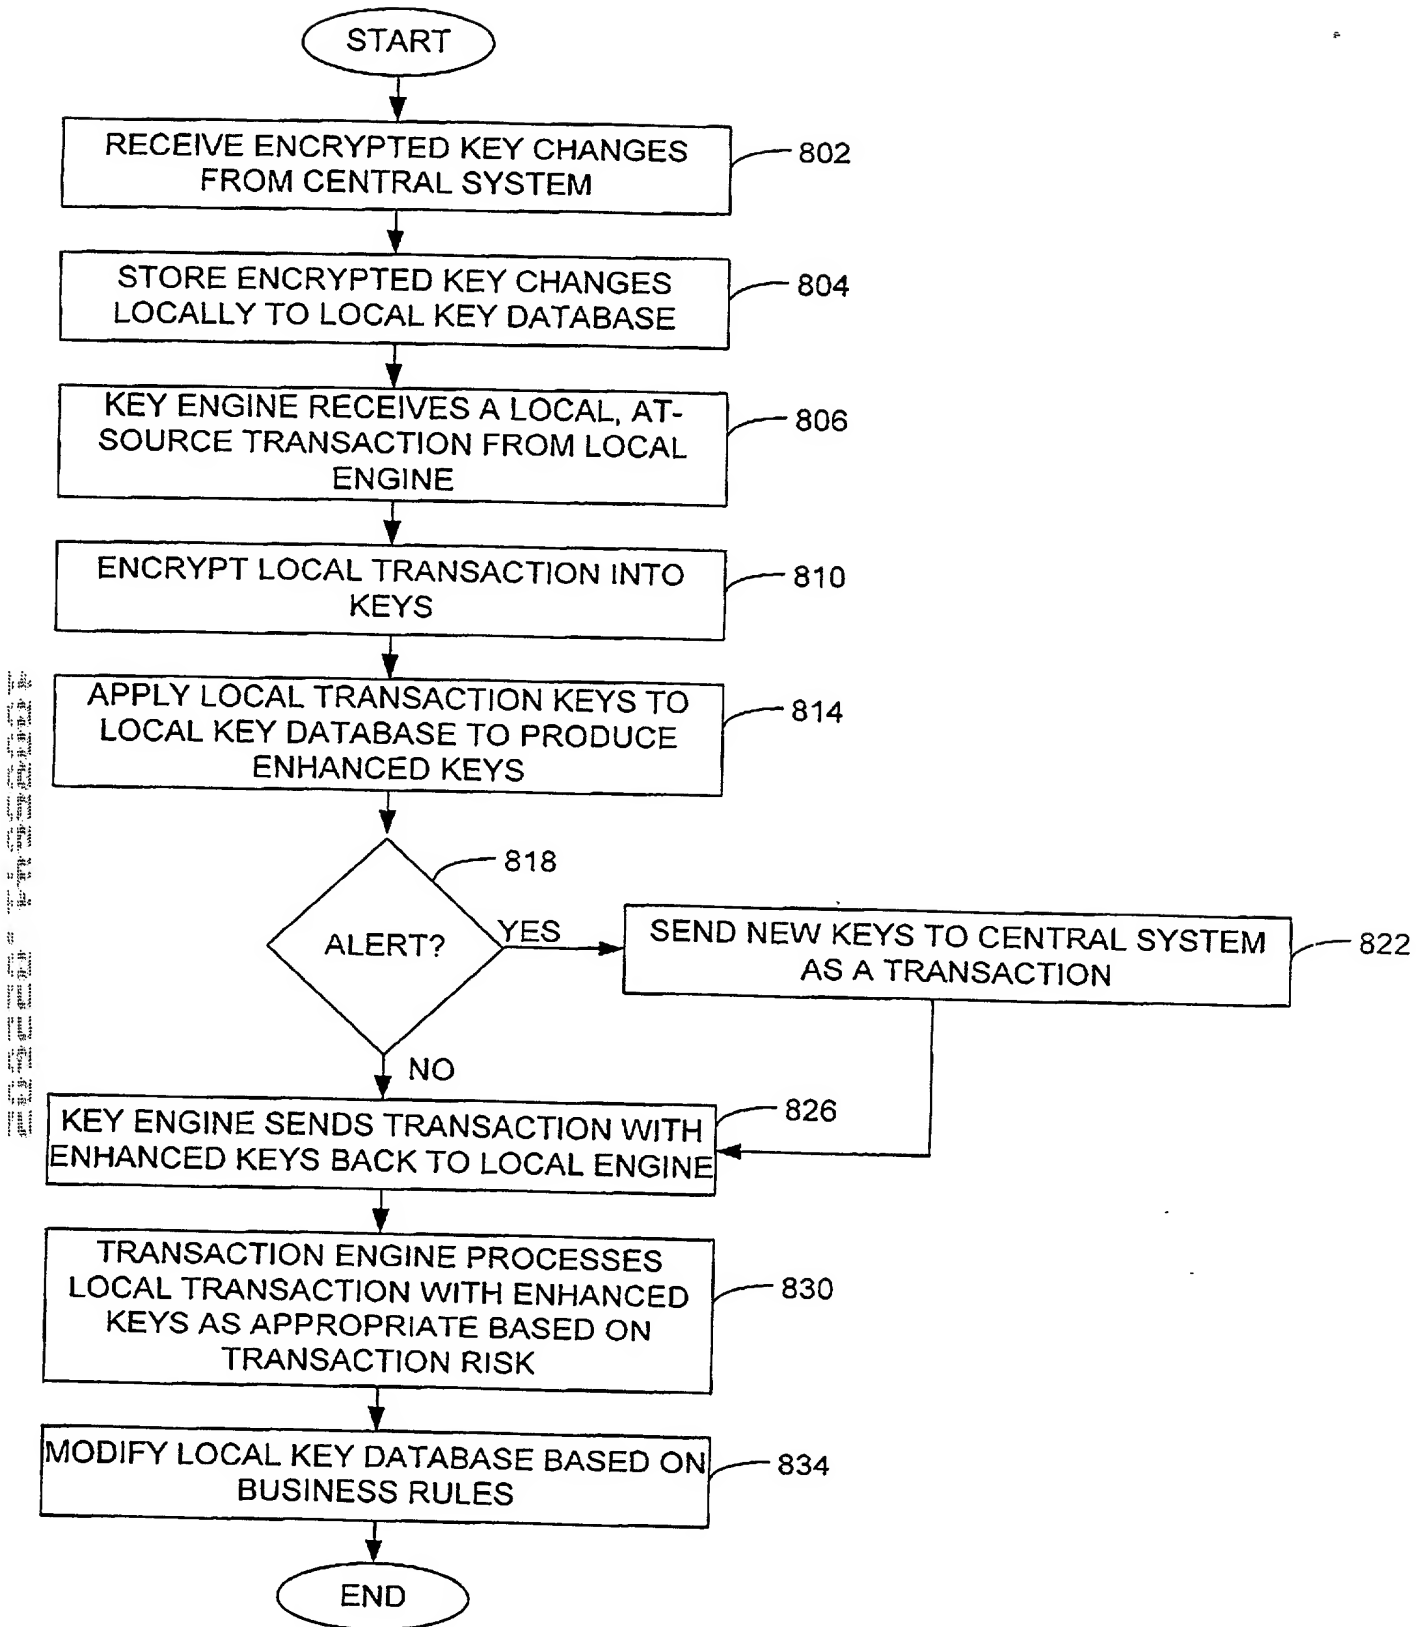 START
RECEIVE ENCRYPTED KEY CHANGES
FROM CENTRAL SYSTEM
802
STORE ENCRYPTED KEY CHANGES
LOCALLY TO LOCAL KEY DATABASE
804
KEY ENGINE RECEIVES A LOCAL, AT-
SOURCE TRANSACTION FROM LOCAL
ENGINE
806
ENCRYPT LOCAL TRANSACTION INTO
KEYS
810
APPLY LOCAL TRANSACTION KEYS TO
LOCAL KEY DATABASE TO PRODUCE
ENHANCED KEYS
814
818
ALERT?
YES
SEND NEW KEYS TO CENTRAL SYSTEM
AS A TRANSACTION
822
NO
KEY ENGINE SENDS TRANSACTION WITH
ENHANCED KEYS BACK TO LOCAL ENGINE
826
TRANSACTION ENGINE PROCESSES
LOCAL TRANSACTION WITH ENHANCED
KEYS AS APPROPRIATE BASED ON
TRANSACTION RISK
830
MODIFY LOCAL KEY DATABASE BASED ON
BUSINESS RULES
834
END